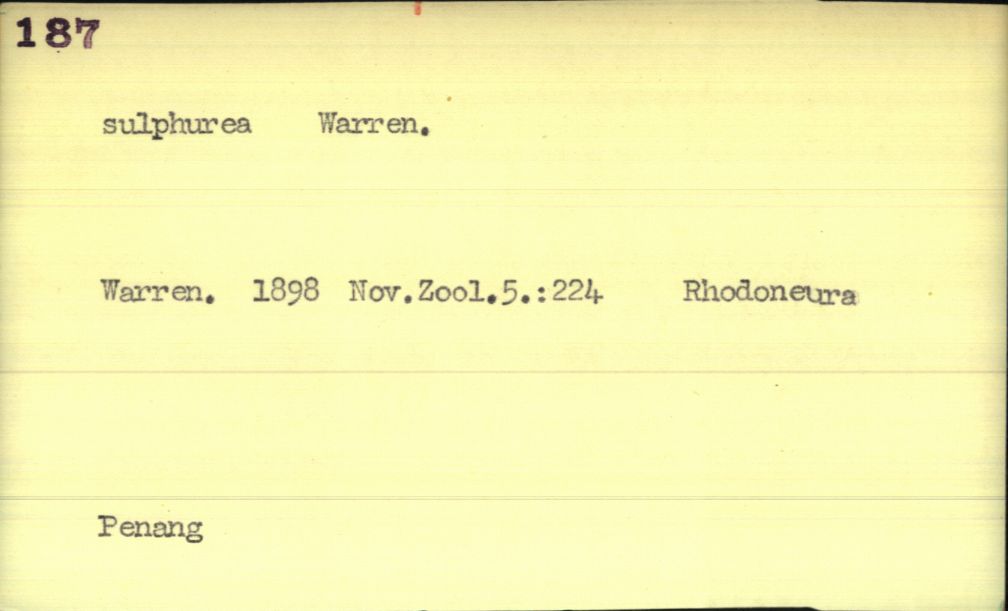 187
sulphurea Warren.
Warren. 1898 Nov.Zool.5.:224 Rhodoneura
Penang